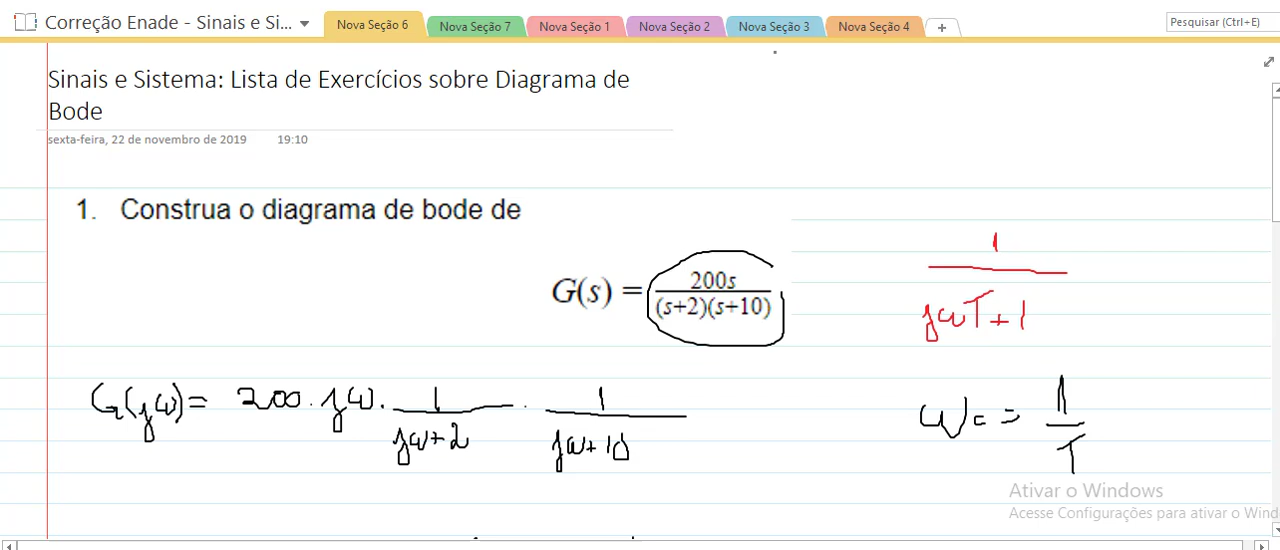 Correção Enade - Sinais e Si...
Nova Seção 6
Nova Seção 7
Nova Seção 1
Nova Seção 2
Nova Seção 3
Nova Seção 4
Pesquisar (Ctrl+E)
Sinais e Sistema: Lista de Exercícios sobre Diagrama de
Bode
sexta-feira, 22 de novembro de 2019 19:10
1. Construa o diagrama de bode de
G(s) = 200s / (s+2)(s+10)
1 / jωT+1
G(jω) = 200 . jω . 1 / jω+2 . 1 / jω+10
ωc = 1 / T
Ativar o Windows
Acesse Configurações para ativar o Wind